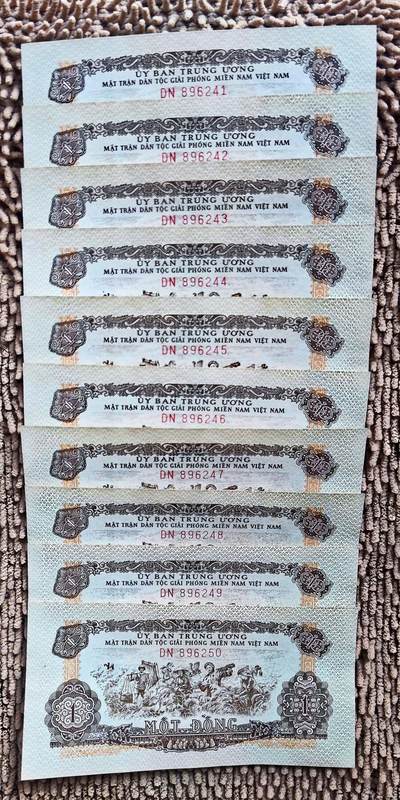 ỦY BAN TRUNG ƯƠNG
MẶT TRẬN DÂN TỘC GIẢI PHÓNG MIỀN NAM VIỆT NAM
DN 896241
ỦY BAN TRUNG ƯƠNG
MẶT TRẬN DÂN TỘC GIẢI PHÓNG MIỀN NAM VIỆT NAM
DN 896242
ỦY BAN TRUNG ƯƠNG
MẶT TRẬN DÂN TỘC GIẢI PHÓNG MIỀN NAM VIỆT NAM
DN 896243
ỦY BAN TRUNG ƯƠNG
MẶT TRẬN DÂN TỘC GIẢI PHÓNG MIỀN NAM VIỆT NAM
DN 896244
ỦY BAN TRUNG ƯƠNG
MẶT TRẬN DÂN TỘC GIẢI PHÓNG MIỀN NAM VIỆT NAM
DN 896245
ỦY BAN TRUNG ƯƠNG
MẶT TRẬN DÂN TỘC GIẢI PHÓNG MIỀN NAM VIỆT NAM
DN 896246
ỦY BAN TRUNG ƯƠNG
MẶT TRẬN DÂN TỘC GIẢI PHÓNG MIỀN NAM VIỆT NAM
DN 896247
ỦY BAN TRUNG ƯƠNG
MẶT TRẬN DÂN TỘC GIẢI PHÓNG MIỀN NAM VIỆT NAM
DN 896248
ỦY BAN TRUNG ƯƠNG
MẶT TRẬN DÂN TỘC GIẢI PHÓNG MIỀN NAM VIỆT NAM
DN 896249
ỦY BAN TRUNG ƯƠNG
MẶT TRẬN DÂN TỘC GIẢI PHÓNG MIỀN NAM VIỆT NAM
DN 896250
1 1
MỘT ĐỒNG